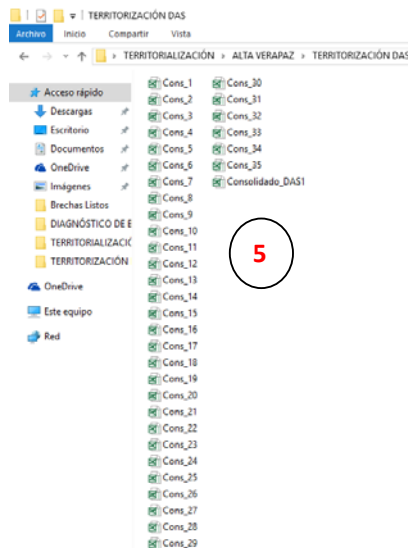 TERRITORIZACIÓN DAS
Archivo Inicio Compartir Vista
TERRITORIALIZACIÓN > ALTA VERAPAZ > TERRITORIZACIÓN DAS
Acceso rápido
Descargas
Escritorio
Documentos
OneDrive
Imágenes
Brechas Listos
DIAGNÓSTICO DE E
TERRITORIALIZACIÓ
TERRITORIZACIÓN
OneDrive
Este equipo
Red
Cons_1
Cons_2
Cons_3
Cons_4
Cons_5
Cons_6
Cons_7
Cons_8
Cons_9
Cons_10
Cons_11
Cons_12
Cons_13
Cons_14
Cons_15
Cons_16
Cons_17
Cons_18
Cons_19
Cons_20
Cons_21
Cons_22
Cons_23
Cons_24
Cons_25
Cons_26
Cons_27
Cons_28
Cons_29
Cons_30
Cons_31
Cons_32
Cons_33
Cons_34
Cons_35
Consolidado_DAS1
5